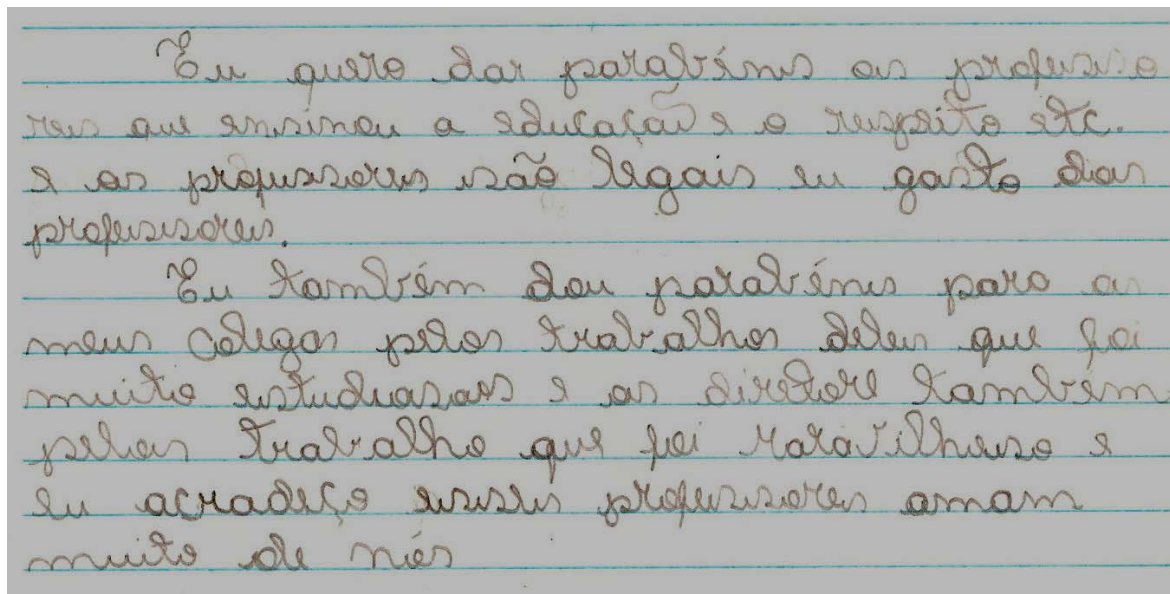 Eu quero dar parabéns os professo
res que ensinou a educação e o respeito etc.
e os professores são legais eu gosto dos
professores.
Eu também dou parabéns para os
meus colegas pelos trabalhos deles que foi
muito estudiosos e os diretore também
pelos trabalho que foi maravilhoso e
eu acradeço esses professores amam
muito de nós